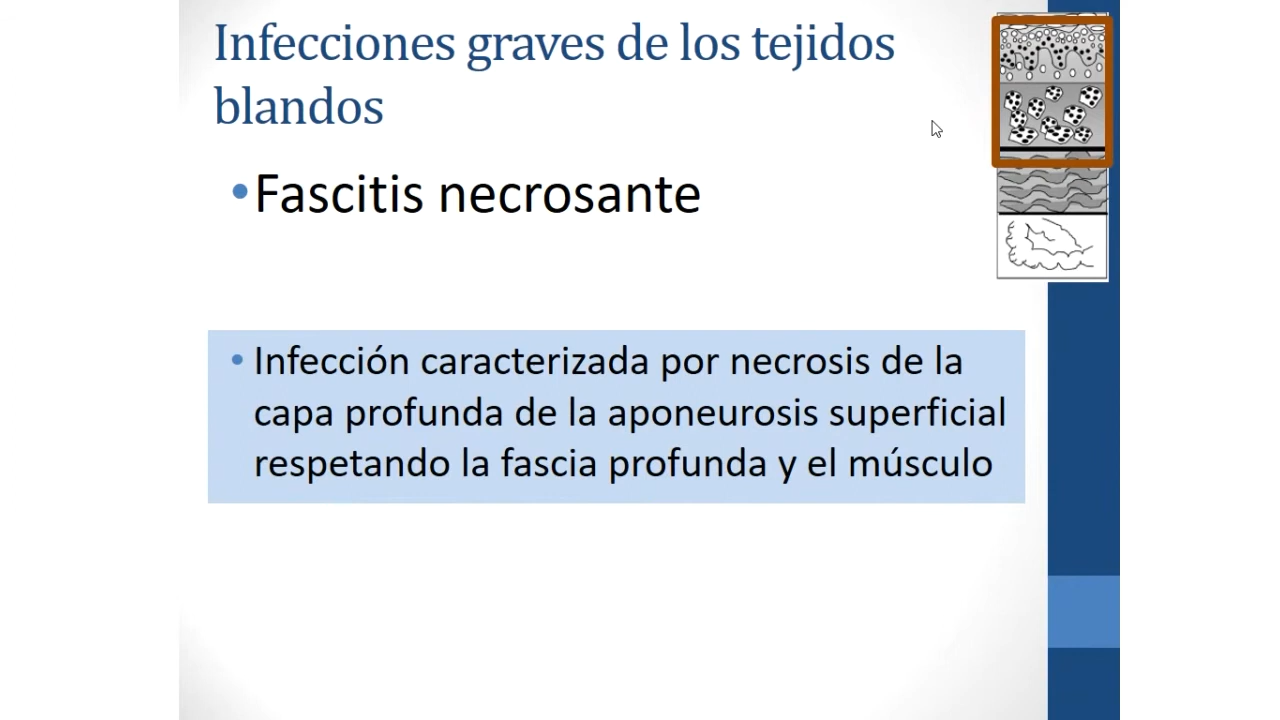 Infecciones graves de los tejidos
blandos
•Fascitis necrosante
• Infección caracterizada por necrosis de la
capa profunda de la aponeurosis superficial
respetando la fascia profunda y el músculo